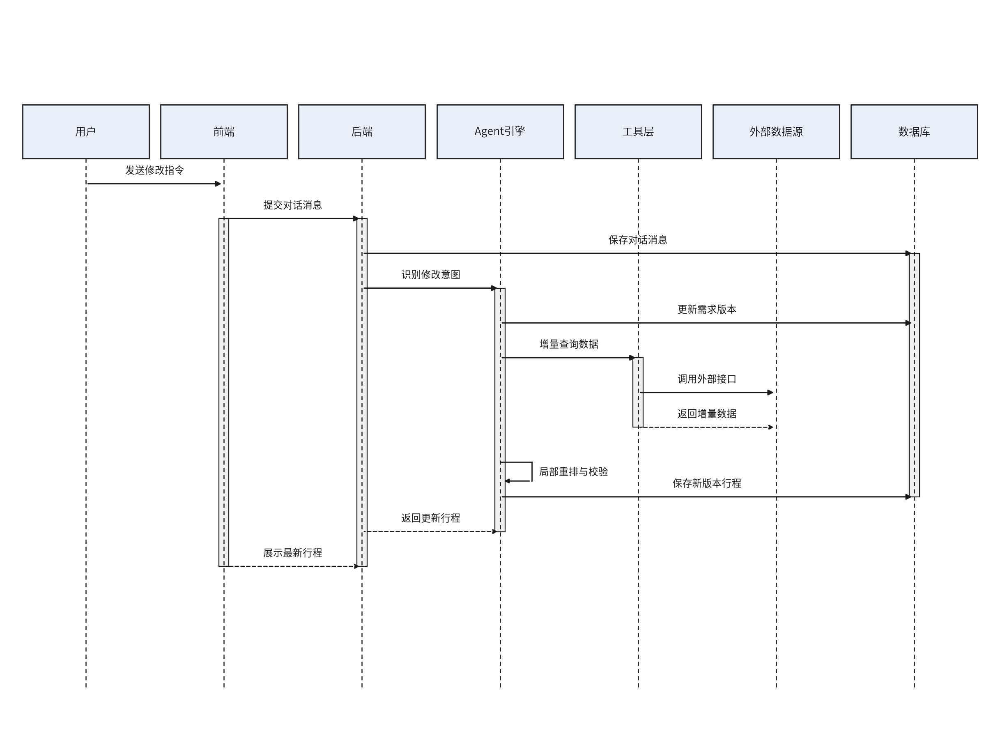 用户
前端
后端
Agent引擎
工具层
外部数据源
数据库
发送修改指令
提交对话消息
保存对话消息
识别修改意图
更新需求版本
增量查询数据
调用外部接口
返回增量数据
局部重排与校验
保存新版本行程
返回更新行程
展示最新行程